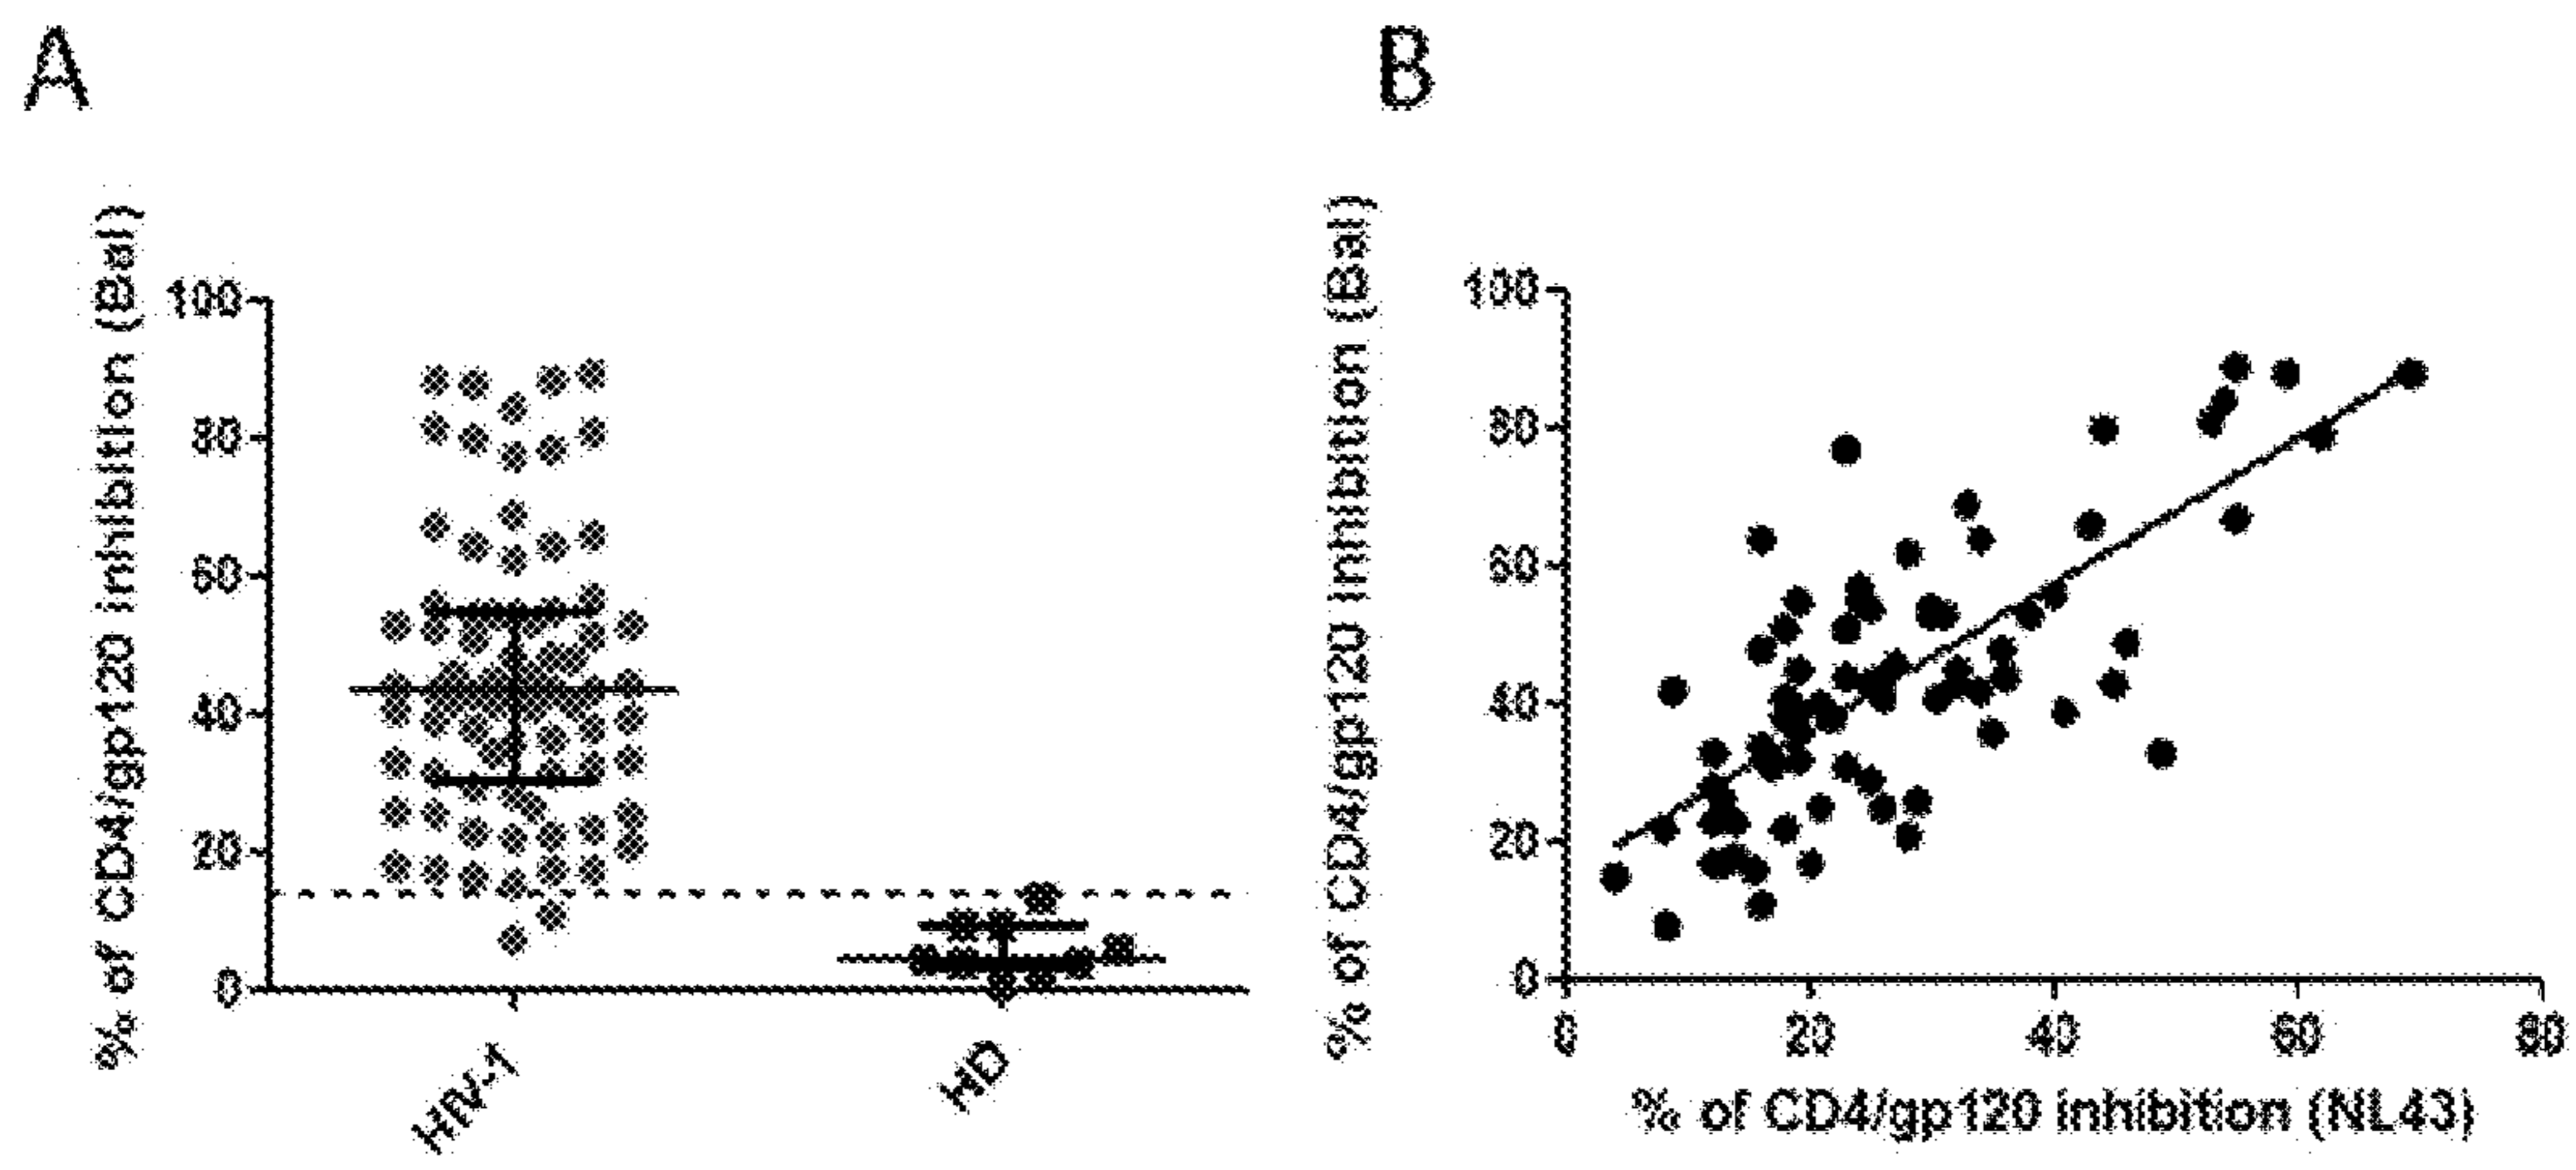 A
% of CD4/gp120 inhibition (Bal)
100
80
60
40
20
0
HIV-1
HD
B
% of CD4/gp120 inhibition (Bal)
100
80
60
40
20
0
0 20 40 60 80
% of CD4/gp120 inhibition (NL43)